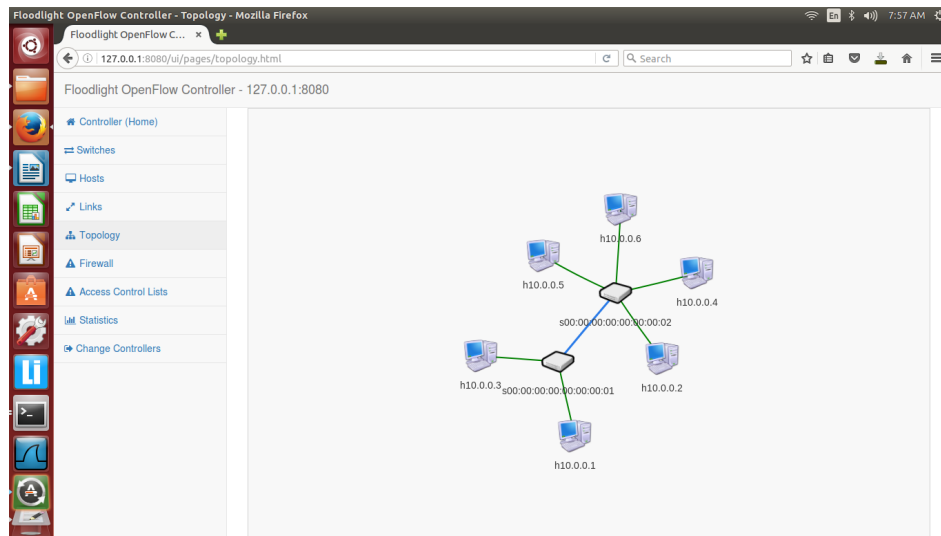 Floodlight OpenFlow Controller - Topology - Mozilla Firefox
En
7:57 AM
Floodlight OpenFlow C... ×
127.0.0.1:8080/ui/pages/topology.html
Search
Floodlight OpenFlow Controller - 127.0.0.1:8080
Controller (Home)
Switches
Hosts
Links
Topology
Firewall
Access Control Lists
Statistics
Change Controllers
h10.0.0.6
h10.0.0.5
h10.0.0.4
s00:00:00:00:00:00:00:02
h10.0.0.3
s00:00:00:00:00:00:00:01
h10.0.0.2
h10.0.0.1
Li